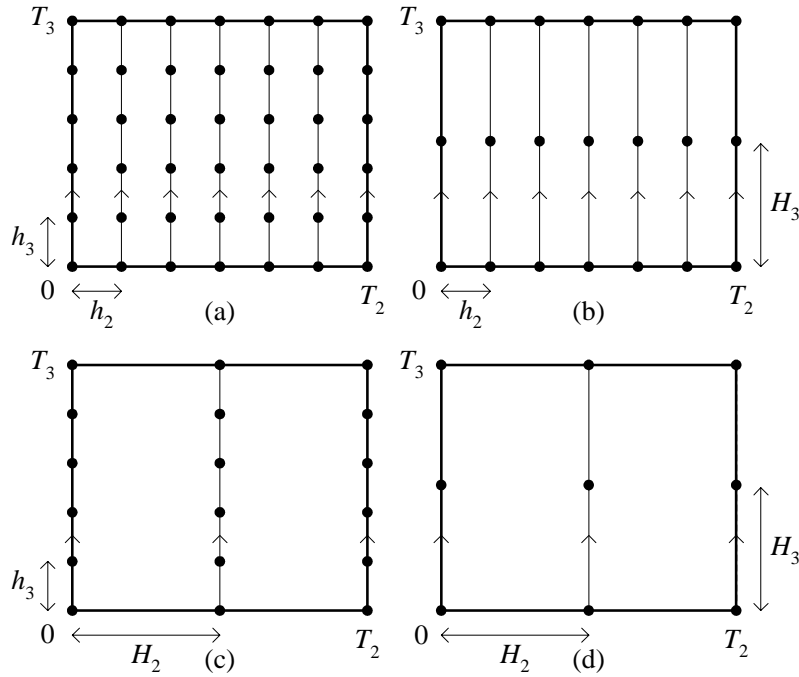 T₃
T₃
h₃
H₃
0
T₂
0
T₂
h₂
(a)
h₂
(b)
T₃
T₃
h₃
H₃
0
T₂
0
T₂
H₂
(c)
H₂
(d)